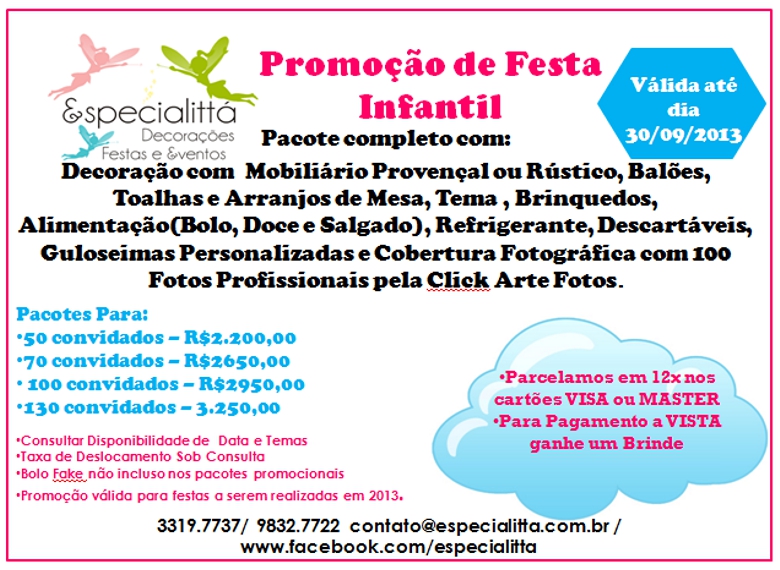 Especialittá
Decorações
Festas e Eventos
Promoção de Festa
Infantil
Válida até
dia
30/09/2013
Pacote completo com:
Decoração com Mobiliário Provençal ou Rústico, Balões,
Toalhas e Arranjos de Mesa, Tema , Brinquedos,
Alimentação(Bolo, Doce e Salgado), Refrigerante, Descartáveis,
Guloseimas Personalizadas e Cobertura Fotográfica com 100
Fotos Profissionais pela Click Arte Fotos.
Pacotes Para:
•50 convidados – R$2.200,00
•70 convidados – R$2650,00
• 100 convidados – R$2950,00
•130 convidados – 3.250,00
•Parcelamos em 12x nos
cartões VISA ou MASTER
•Para Pagamento a VISTA
ganhe um Brinde
•Consultar Disponibilidade de Data e Temas
•Taxa de Deslocamento Sob Consulta
•Bolo Fake não incluso nos pacotes promocionais
•Promoção válida para festas a serem realizadas em 2013.
3319.7737/ 9832.7722 contato@especialitta.com.br /
www.facebook.com/especialitta